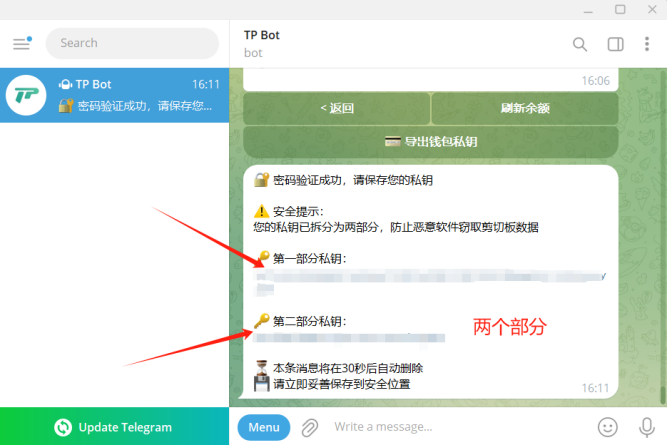 TP Bot
bot
Search
TP Bot
16:11
🔐 密码验证成功，请保存您...
TP
16:06
< 返回
刷新余额
💳 导出钱包私钥
🔐 密码验证成功，请保存您的私钥
⚠️ 安全提示：
您的私钥已拆分为两部分，防止恶意软件窃取剪切板数据
🔑 第一部分私钥：
🔑 第二部分私钥：
两个部分
⏳ 本条消息将在30秒后自动删除
💾 请立即妥善保存到安全位置
16:11
Update Telegram
Menu
Write a message...